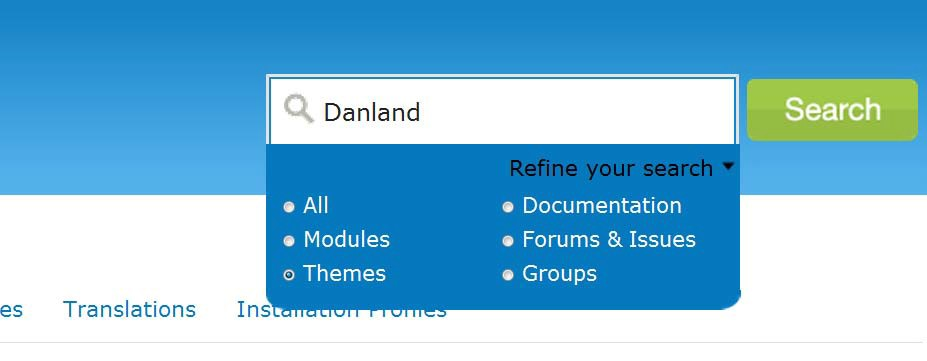 Danland
Search
Refine your search
All
Documentation
Modules
Forums & Issues
Themes
Groups
es Translations Installation Profiles